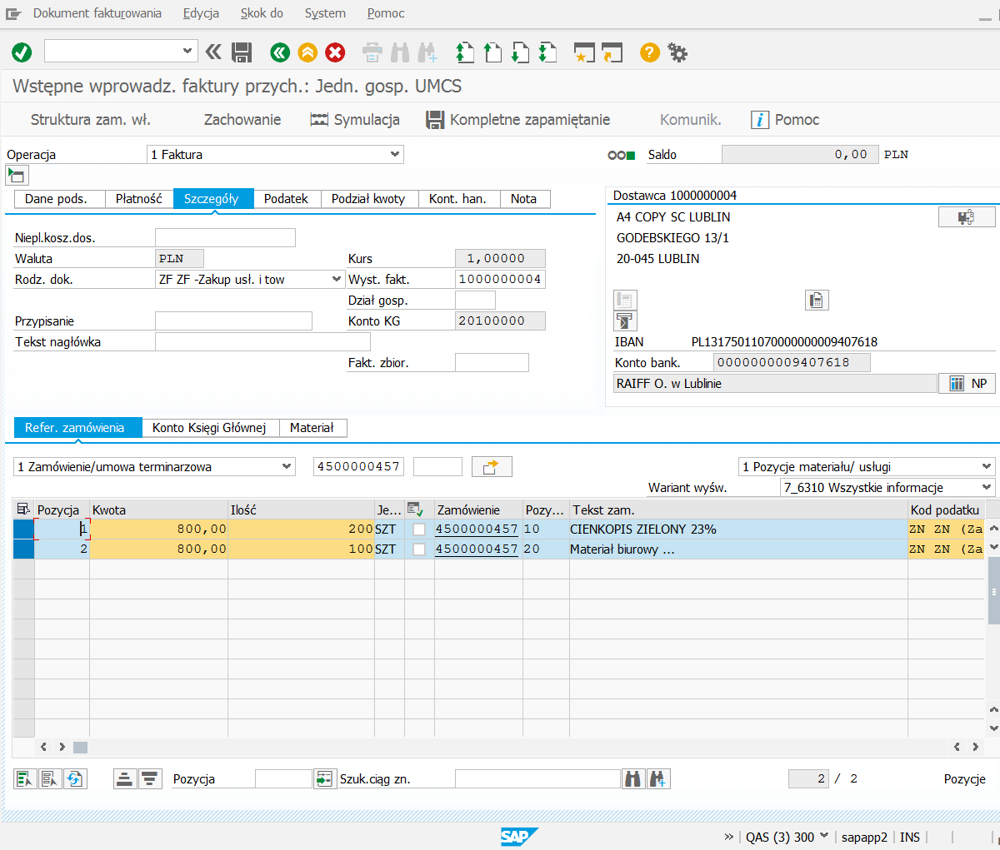 Dokument fakturowania Edycja Skok do System Pomoc
Wstępne wprowadz. faktury przych.: Jedn. gosp. UMCS
Struktura zam. wł. Zachowanie Symulacja Kompletne zapamiętanie Komunik. Pomoc
Operacja 1 Faktura Saldo 0,00 PLN
Dane pods. Płatność Szczegóły Podatek Podział kwoty Kont. han. Nota
Dostawca 1000000004
A4 COPY SC LUBLIN
GODEBSKIEGO 13/1
20-045 LUBLIN
Niepl.kosz.dos.
Waluta PLN Kurs 1,00000
Rodz. dok. ZF ZF -Zakup usł. i tow Wyst. fakt. 1000000004
Dział gosp.
Przypisanie Konto KG 20100000
Tekst nagłówka
Fakt. zbior.
IBAN PL13175011070000000009407618
Konto bank. 0000000009407618
RAIFF O. w Lublinie NP
Refer. zamówienia Konto Księgi Głównej Materiał
1 Zamówienie/umowa terminarzowa 4500000457 1 Pozycje materiału/ usługi
Wariant wyśw. 7_6310 Wszystkie informacje
Pozycja Kwota Ilość Je... Zamówienie Pozy... Tekst zam. Kod podatku
1 800,00 200 SZT 4500000457 10 CIENKOPIS ZIELONY 23% ZN ZN (Za
2 800,00 100 SZT 4500000457 20 Materiał biurowy ... ZN ZN (Za
Pozycja Szuk.ciąg zn. 2 / 2 Pozycje
SAP QAS (3) 300 sapapp2 INS